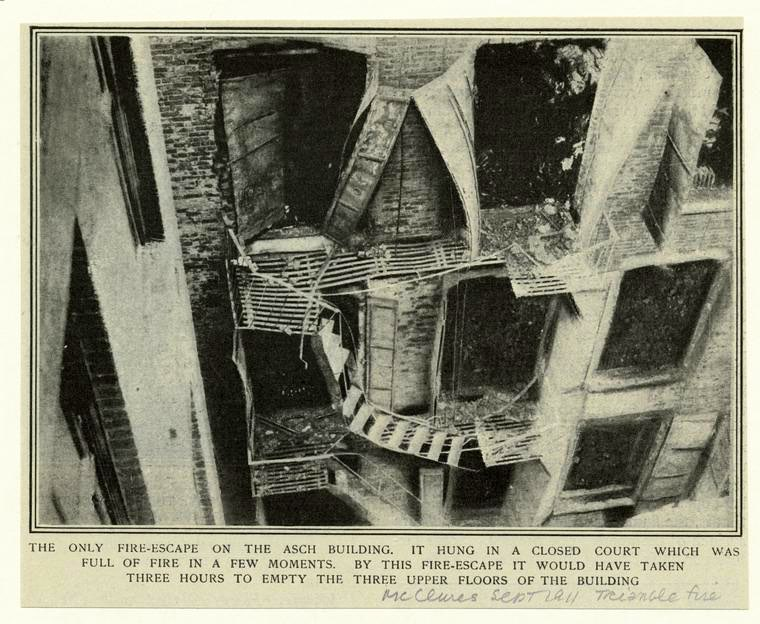 THE ONLY FIRE-ESCAPE ON THE ASCH BUILDING. IT HUNG IN A CLOSED COURT WHICH WAS
FULL OF FIRE IN A FEW MOMENTS. BY THIS FIRE-ESCAPE IT WOULD HAVE TAKEN
THREE HOURS TO EMPTY THE THREE UPPER FLOORS OF THE BUILDING
McClures Sept 1911 Triangle fire